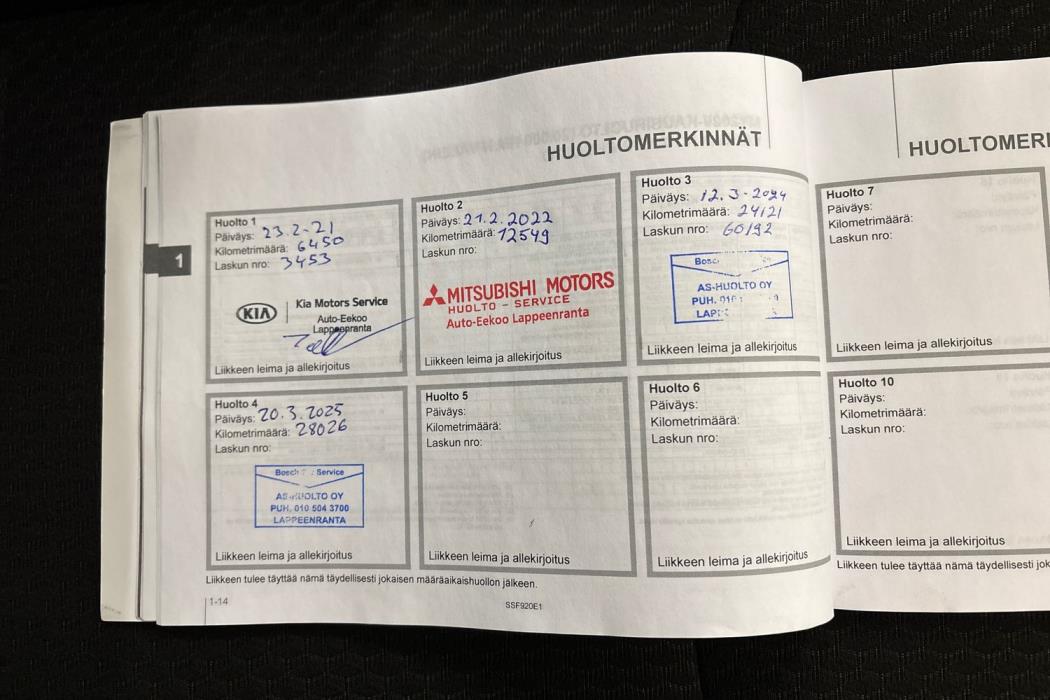 HUOLTOMERKINNÄT
Huolto 1
Päiväys: 23.2-21
Kilometrimäärä: 6450
Laskun nro: 3453
KIA
Kia Motors Service
Auto-Eekoo
Lappeenranta
Liikkeen leima ja allekirjoitus
Huolto 2
Päiväys: 21.2.2022
Kilometrimäärä: 12549
Laskun nro:
MITSUBISHI MOTORS
HUOLTO - SERVICE
Auto-Eekoo Lappeenranta
Liikkeen leima ja allekirjoitus
Huolto 3
Päiväys: 12.3-2024
Kilometrimäärä: 24121
Laskun nro: 60192
AS-HUOLTO OY
PUH.
Liikkeen leima ja allekirjoitus
Huolto 4
Päiväys: 20.3.2025
Kilometrimäärä: 28026
Laskun nro:
Bosch Service
AS-HUOLTO OY
PUH. 010 504 3700
LAPPEENRANTA
Liikkeen leima ja allekirjoitus
Huolto 5
Päiväys:
Kilometrimäärä:
Laskun nro:
Liikkeen leima ja allekirjoitus
Huolto 6
Päiväys:
Kilometrimäärä:
Laskun nro:
Liikkeen leima ja allekirjoitus
Liikkeen tulee täyttää nämä täydellisesti jokaisen määräaikaishuollon jälkeen.
1
1-14
SSF920E1
HUOLTOMERI
Huolto 7
Päiväys:
Kilometrimäärä:
Laskun nro:
Liikkeen leima ja allekirjoitus
Huolto 10
Päiväys:
Kilometrimäärä:
Laskun nro:
Liikkeen leima ja allekirjoitus
Liikkeen tulee täyttää nämä täydellisesti jok